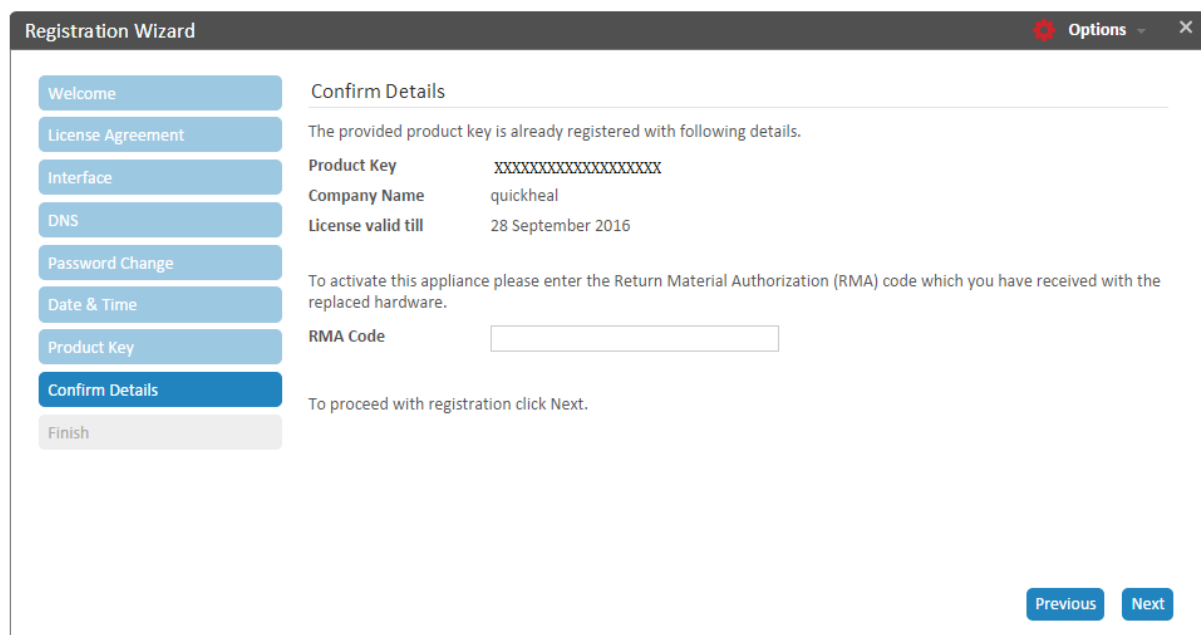 Registration Wizard
Options
Welcome
License Agreement
Interface
DNS
Password Change
Date & Time
Product Key
Confirm Details
Finish
Confirm Details
The provided product key is already registered with following details.
Product Key XXXXXXXXXXXXXXXXXXX
Company Name quickheal
License valid till 28 September 2016
To activate this appliance please enter the Return Material Authorization (RMA) code which you have received with the
replaced hardware.
RMA Code
To proceed with registration click Next.
Previous Next